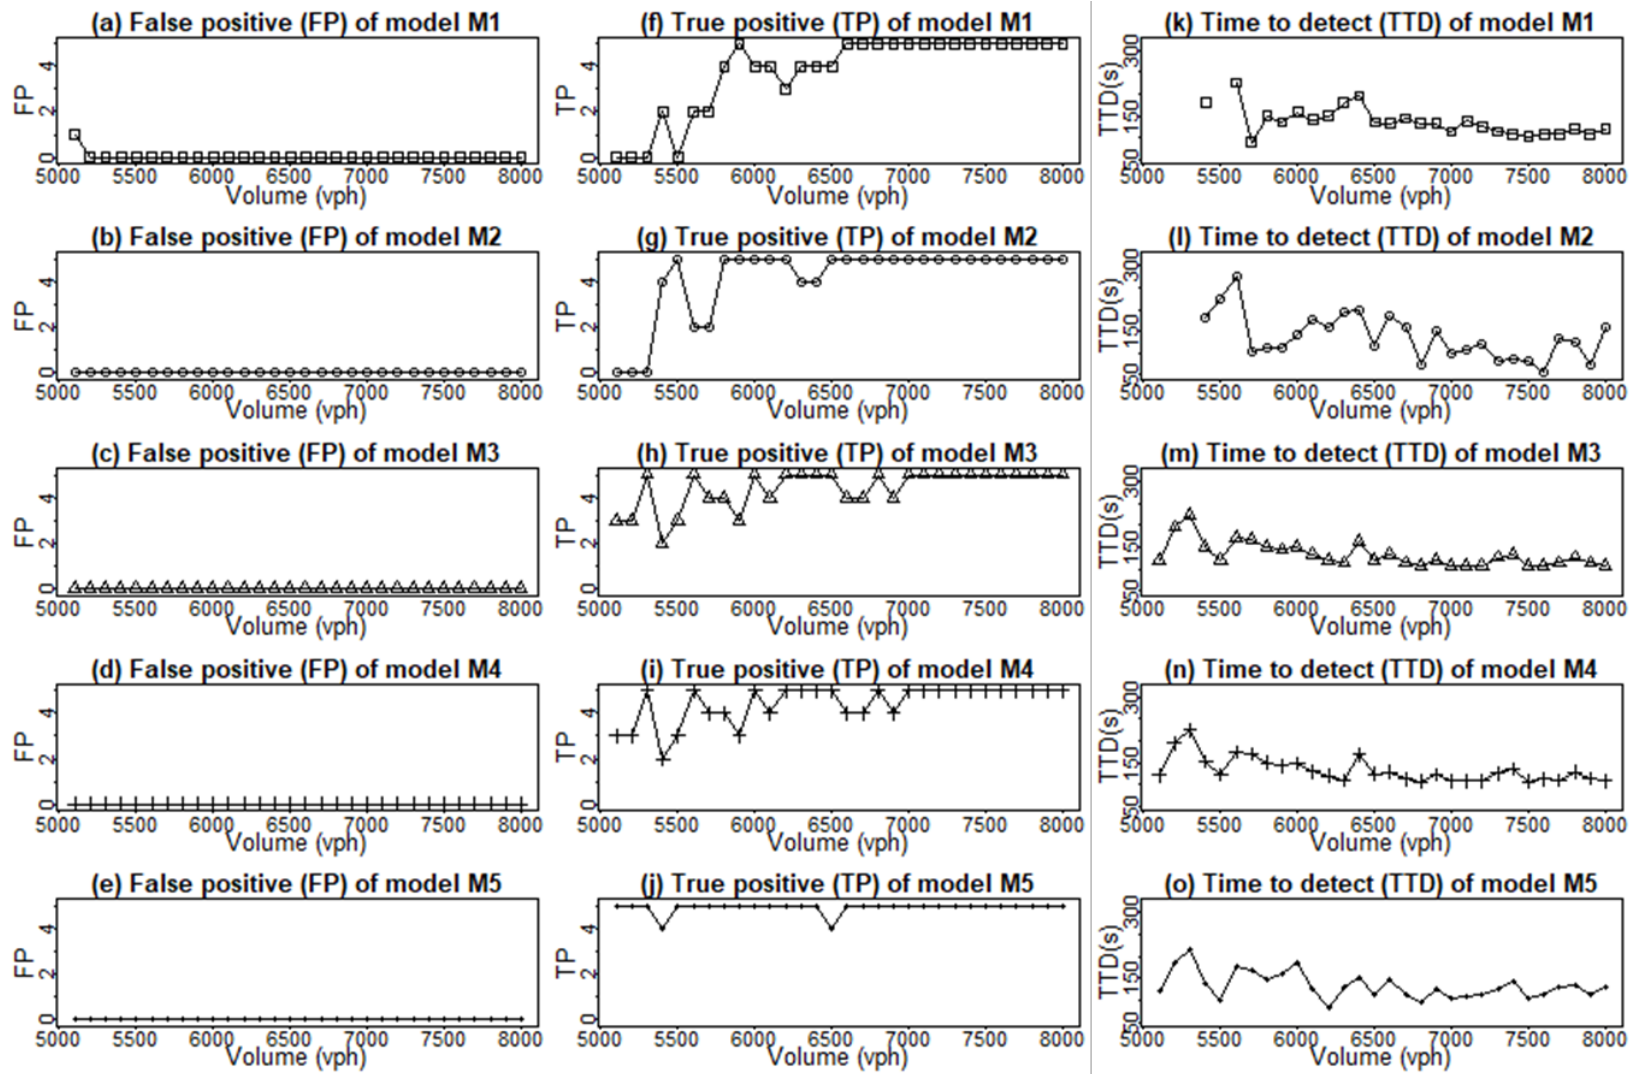 (a) False positive (FP) of model M1
FP
0 2 4
5000 5500 6000 6500 7000 7500 8000
Volume (vph)
(f) True positive (TP) of model M1
TP
0 2 4
5000 5500 6000 6500 7000 7500 8000
Volume (vph)
(k) Time to detect (TTD) of model M1
TTD(s)
50 150 300
5000 5500 6000 6500 7000 7500 8000
Volume (vph)
(b) False positive (FP) of model M2
FP
0 2 4
5000 5500 6000 6500 7000 7500 8000
Volume (vph)
(g) True positive (TP) of model M2
TP
0 2 4
5000 5500 6000 6500 7000 7500 8000
Volume (vph)
(l) Time to detect (TTD) of model M2
TTD(s)
50 150 300
5000 5500 6000 6500 7000 7500 8000
Volume (vph)
(c) False positive (FP) of model M3
FP
0 2 4
5000 5500 6000 6500 7000 7500 8000
Volume (vph)
(h) True positive (TP) of model M3
TP
0 2 4
5000 5500 6000 6500 7000 7500 8000
Volume (vph)
(m) Time to detect (TTD) of model M3
TTD(s)
50 150 300
5000 5500 6000 6500 7000 7500 8000
Volume (vph)
(d) False positive (FP) of model M4
FP
0 2 4
5000 5500 6000 6500 7000 7500 8000
Volume (vph)
(i) True positive (TP) of model M4
TP
0 2 4
5000 5500 6000 6500 7000 7500 8000
Volume (vph)
(n) Time to detect (TTD) of model M4
TTD(s)
50 150 300
5000 5500 6000 6500 7000 7500 8000
Volume (vph)
(e) False positive (FP) of model M5
FP
0 2 4
5000 5500 6000 6500 7000 7500 8000
Volume (vph)
(j) True positive (TP) of model M5
TP
0 2 4
5000 5500 6000 6500 7000 7500 8000
Volume (vph)
(o) Time to detect (TTD) of model M5
TTD(s)
50 150 300
5000 5500 6000 6500 7000 7500 8000
Volume (vph)